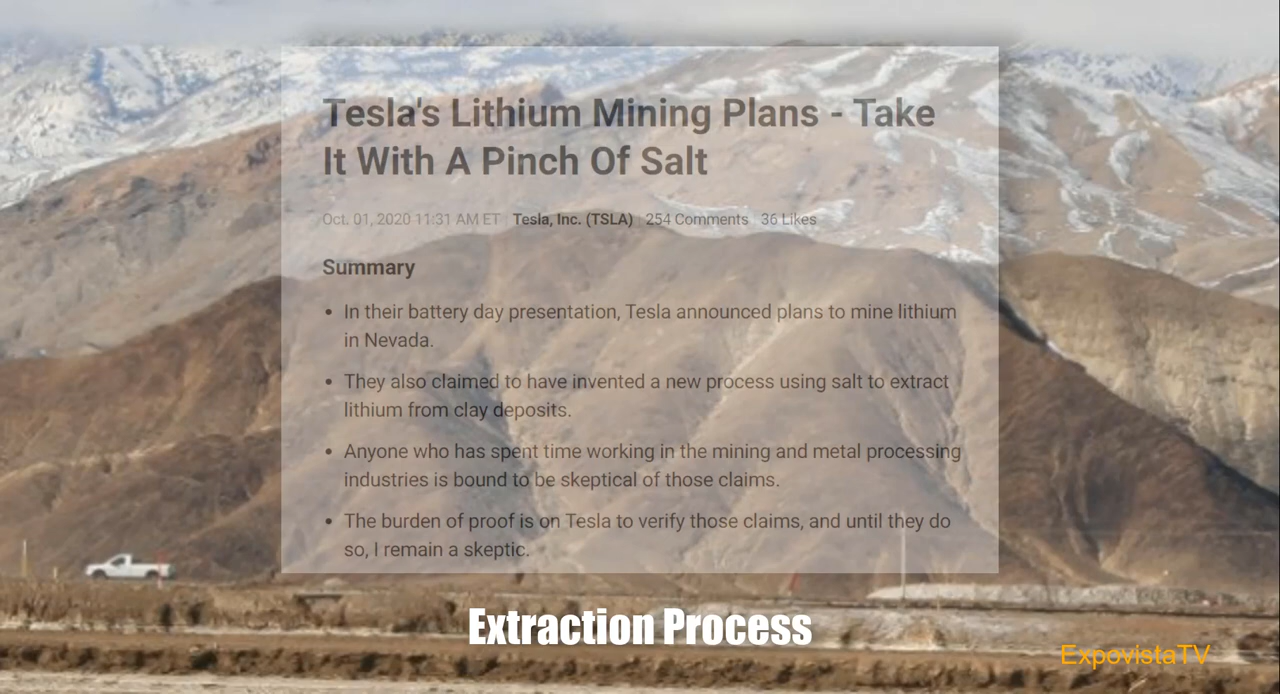 Tesla's Lithium Mining Plans - Take
It With A Pinch Of Salt
Oct. 01, 2020 11:31 AM ET | Tesla, Inc. (TSLA) | 254 Comments 36 Likes
Summary
• In their battery day presentation, Tesla announced plans to mine lithium
in Nevada.
• They also claimed to have invented a new process using salt to extract
lithium from clay deposits.
• Anyone who has spent time working in the mining and metal processing
industries is bound to be skeptical of those claims.
• The burden of proof is on Tesla to verify those claims, and until they do
so, I remain a skeptic.
Extraction Process
ExpovistaTV